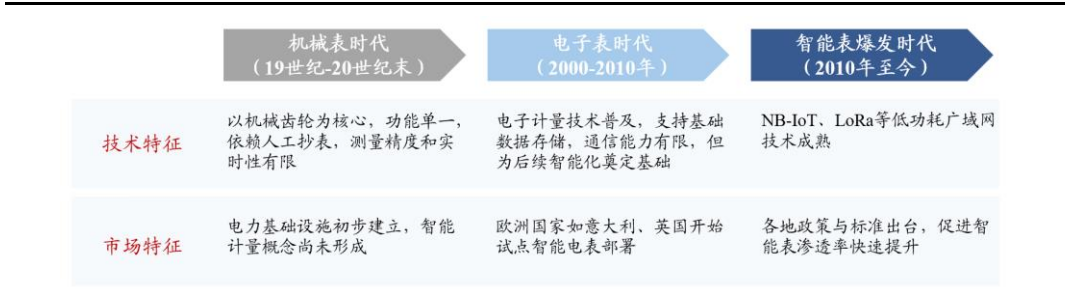 机械表时代
（19世纪-20世纪末）
电子表时代
（2000-2010年）
智能表爆发时代
（2010年至今）
技术特征
以机械齿轮为核心，功能单一，
依赖人工抄表，测量精度和实
时性有限
电子计量技术普及，支持基础
数据存储，通信能力有限，但
为后续智能化奠定基础
NB-IoT、LoRa等低功耗广域网
技术成熟
市场特征
电力基础设施初步建立，智能
计量概念尚未形成
欧洲国家如意大利、英国开始
试点智能电表部署
各地政策与标准出台，促进智
能表渗透率快速提升